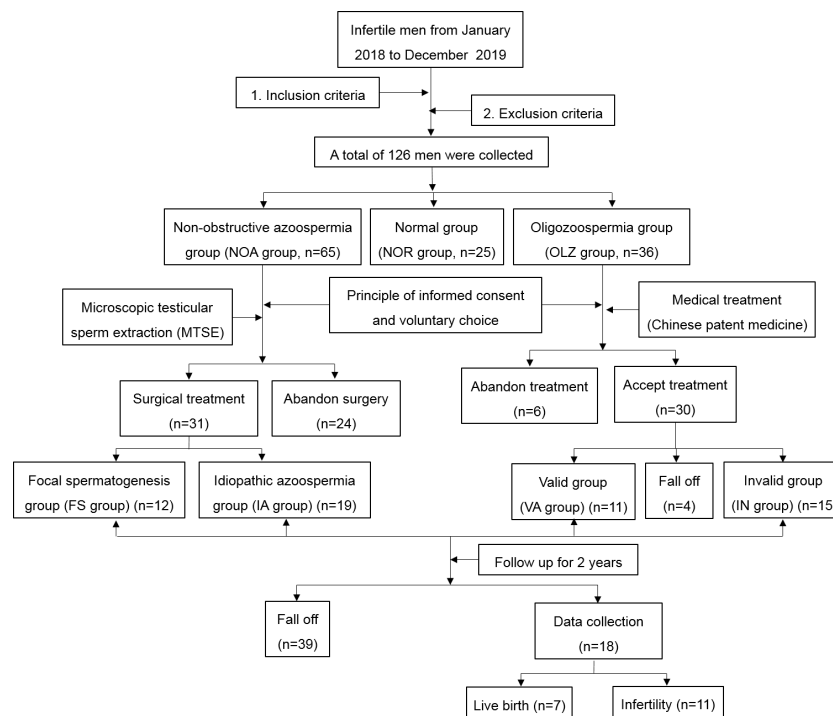 Infertile men from January
2018 to December 2019
1. Inclusion criteria
2. Exclusion criteria
A total of 126 men were collected
Non-obstructive azoospermia
group (NOA group, n=65)
Normal group
(NOR group, n=25)
Oligozoospermia group
(OLZ group, n=36)
Microscopic testicular
sperm extraction (MTSE)
Principle of informed consent
and voluntary choice
Medical treatment
(Chinese patent medicine)
Surgical treatment
(n=31)
Abandon surgery
(n=24)
Abandon treatment
(n=6)
Accept treatment
(n=30)
Focal spermatogenesis
group (FS group) (n=12)
Idiopathic azoospermia
group (IA group) (n=19)
Valid group
(VA group) (n=11)
Fall off
(n=4)
Invalid group
(IN group) (n=15
Follow up for 2 years
Fall off
(n=39)
Data collection
(n=18)
Live birth (n=7)
Infertility (n=11)